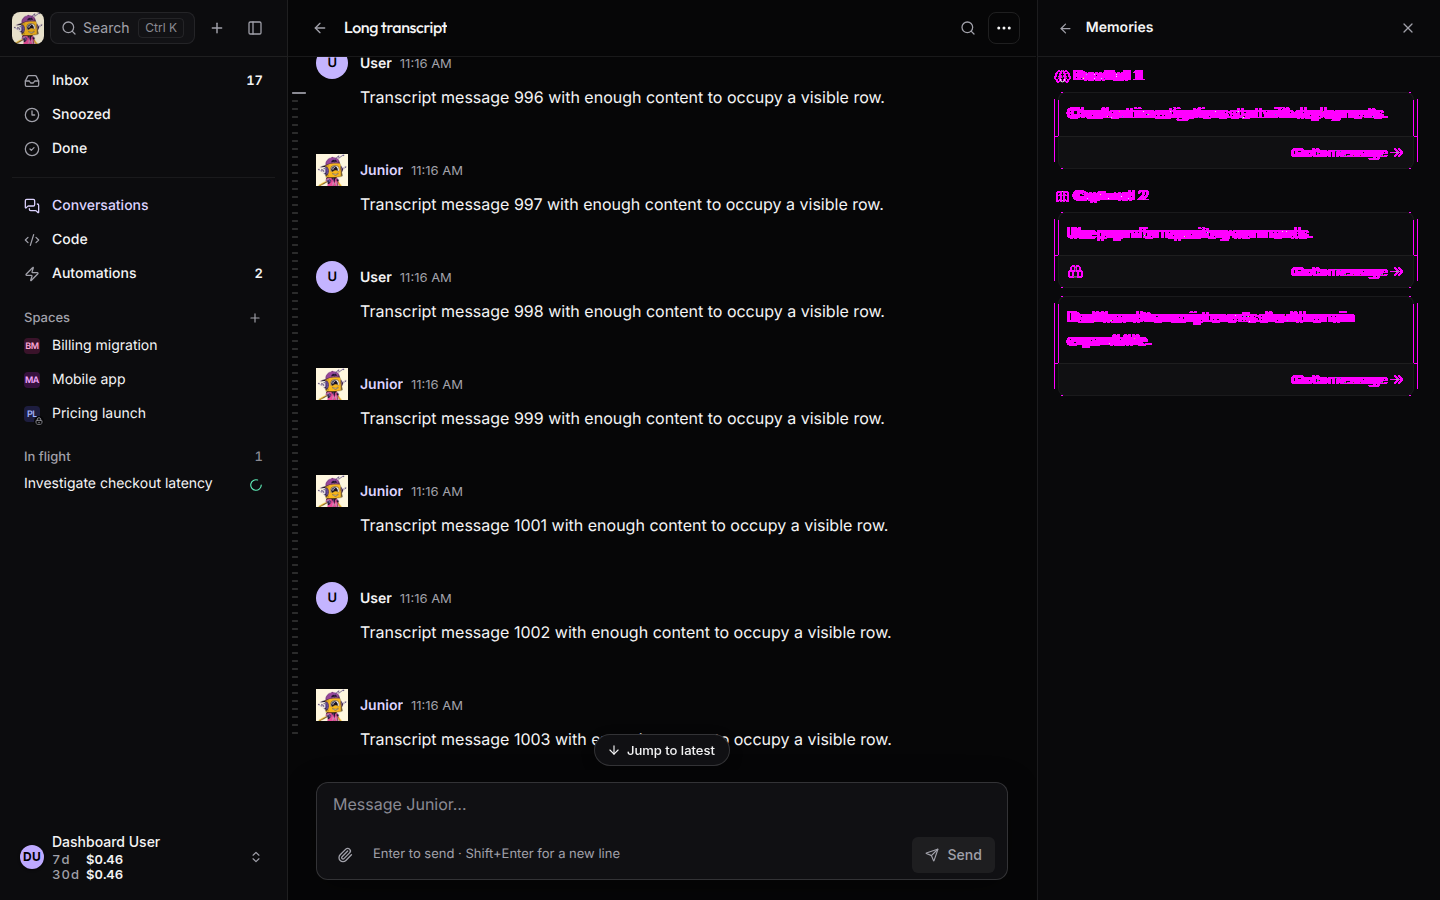 Search Ctrl K
Inbox 17
Snoozed
Done
Conversations
Code
Automations 2
Spaces
BM Billing migration
MA Mobile app
PL Pricing launch
In flight 1
Investigate checkout latency
DU Dashboard User
7d $0.46
30d $0.46
Long transcript
U User 11:16 AM
Transcript message 996 with enough content to occupy a visible row.
Junior 11:16 AM
Transcript message 997 with enough content to occupy a visible row.
U User 11:16 AM
Transcript message 998 with enough content to occupy a visible row.
Junior 11:16 AM
Transcript message 999 with enough content to occupy a visible row.
Junior 11:16 AM
Transcript message 1001 with enough content to occupy a visible row.
U User 11:16 AM
Transcript message 1002 with enough content to occupy a visible row.
Junior 11:16 AM
Transcript message 1003 with occupy a visible row.
Jump to latest
Message Junior...
Enter to send · Shift+Enter for a new line
Send
Memories